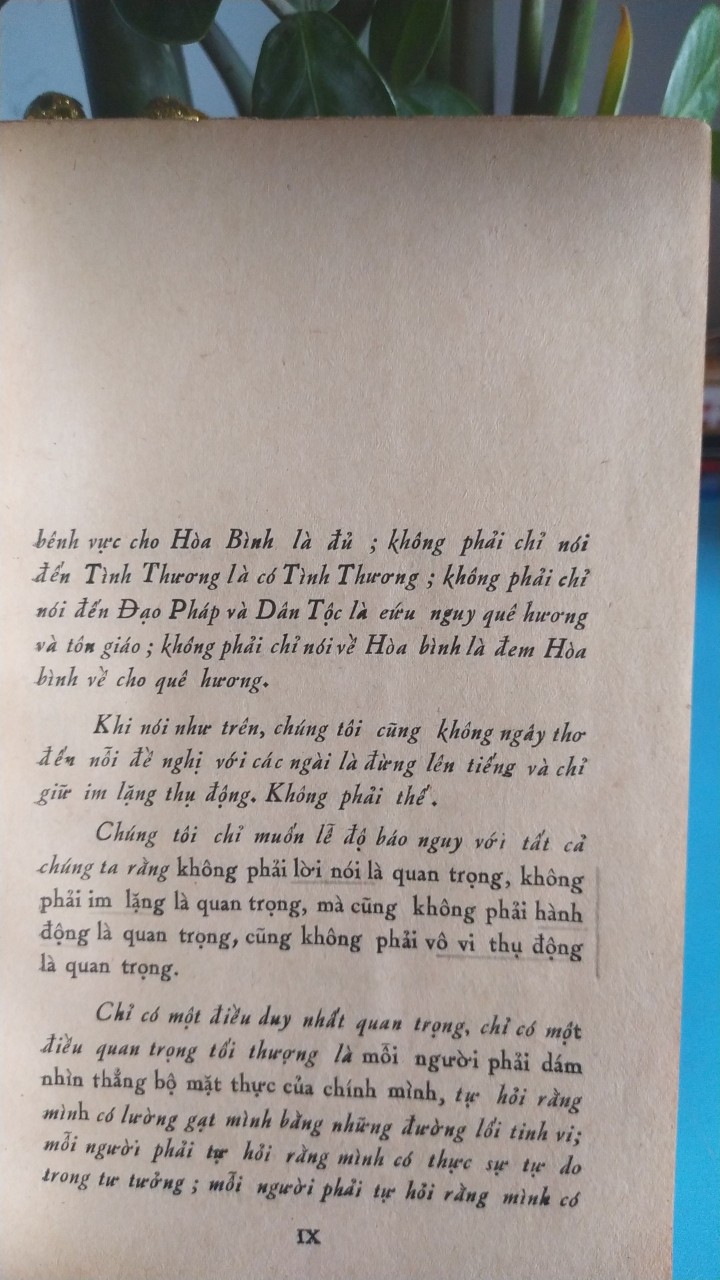 bênh vực cho Hòa Bình là đủ ; không phải chỉ nói
đến Tình Thương là có Tình Thương ; không phải chỉ
nói đến Đạo Pháp và Dân Tộc là cứu nguy quê hương
và tôn giáo ; không phải chỉ nói về Hòa bình là đem Hòa
bình về cho quê hương.
Khi nói như trên, chúng tôi cũng không ngây thơ
đến nỗi đề nghị với các ngài là đừng lên tiếng và chỉ
giữ im lặng thụ động. Không phải thế.
Chúng tôi chỉ muốn lễ độ báo nguy với tất cả
chúng ta rằng không phải lời nói là quan trọng, không
phải im lặng là quan trọng, mà cũng không phải hành
động là quan trọng, cũng không phải vô vi thụ động
là quan trọng.
Chỉ có một điều duy nhất quan trọng, chỉ có một
điều quan trọng tối thượng là mỗi người phải dám
nhìn thẳng bộ mặt thực của chính mình, tự hỏi rằng
mình có lường gạt mình bằng những đường lối tinh vi;
mỗi người phải tự hỏi rằng mình có thực sự tự do
trong tư tưởng ; mỗi người phải tự hỏi rằng mình có
IX